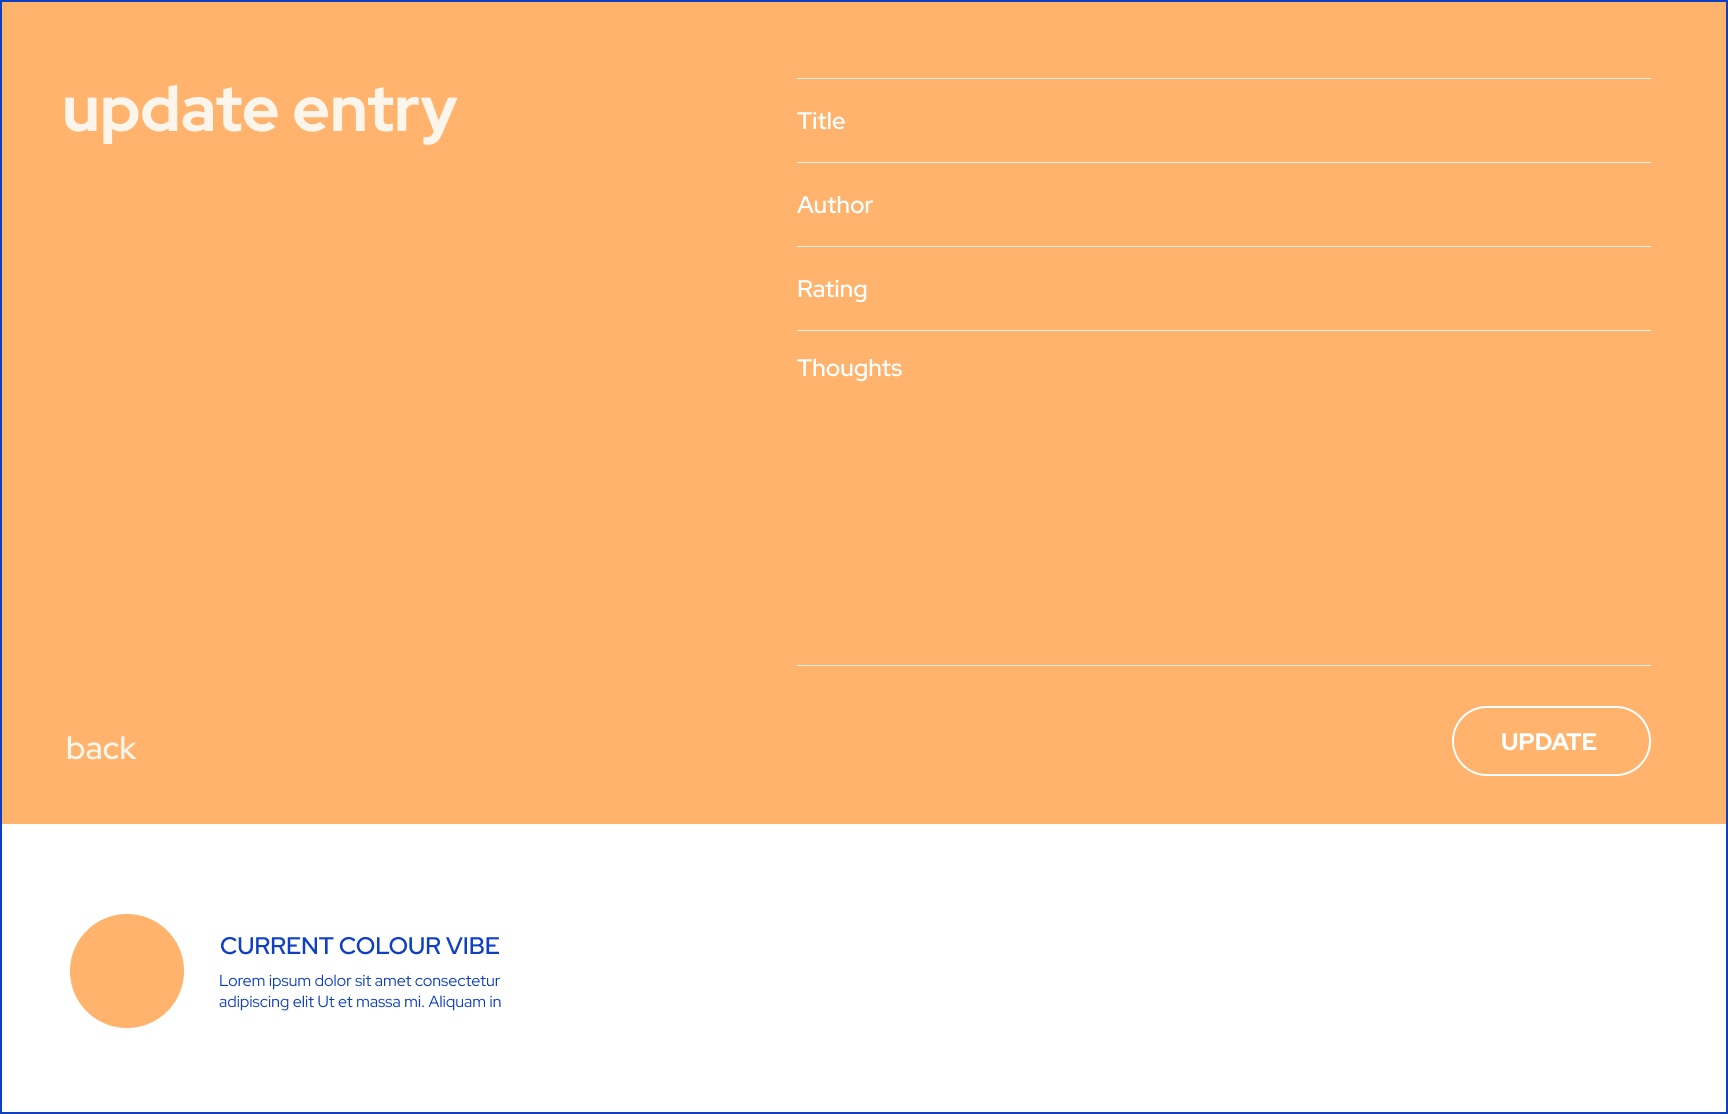 update entry
Title
Author
Rating
Thoughts
back
UPDATE
CURRENT COLOUR VIBE
Lorem ipsum dolor sit amet consectetur
adipiscing elit Ut et massa mi. Aliquam in